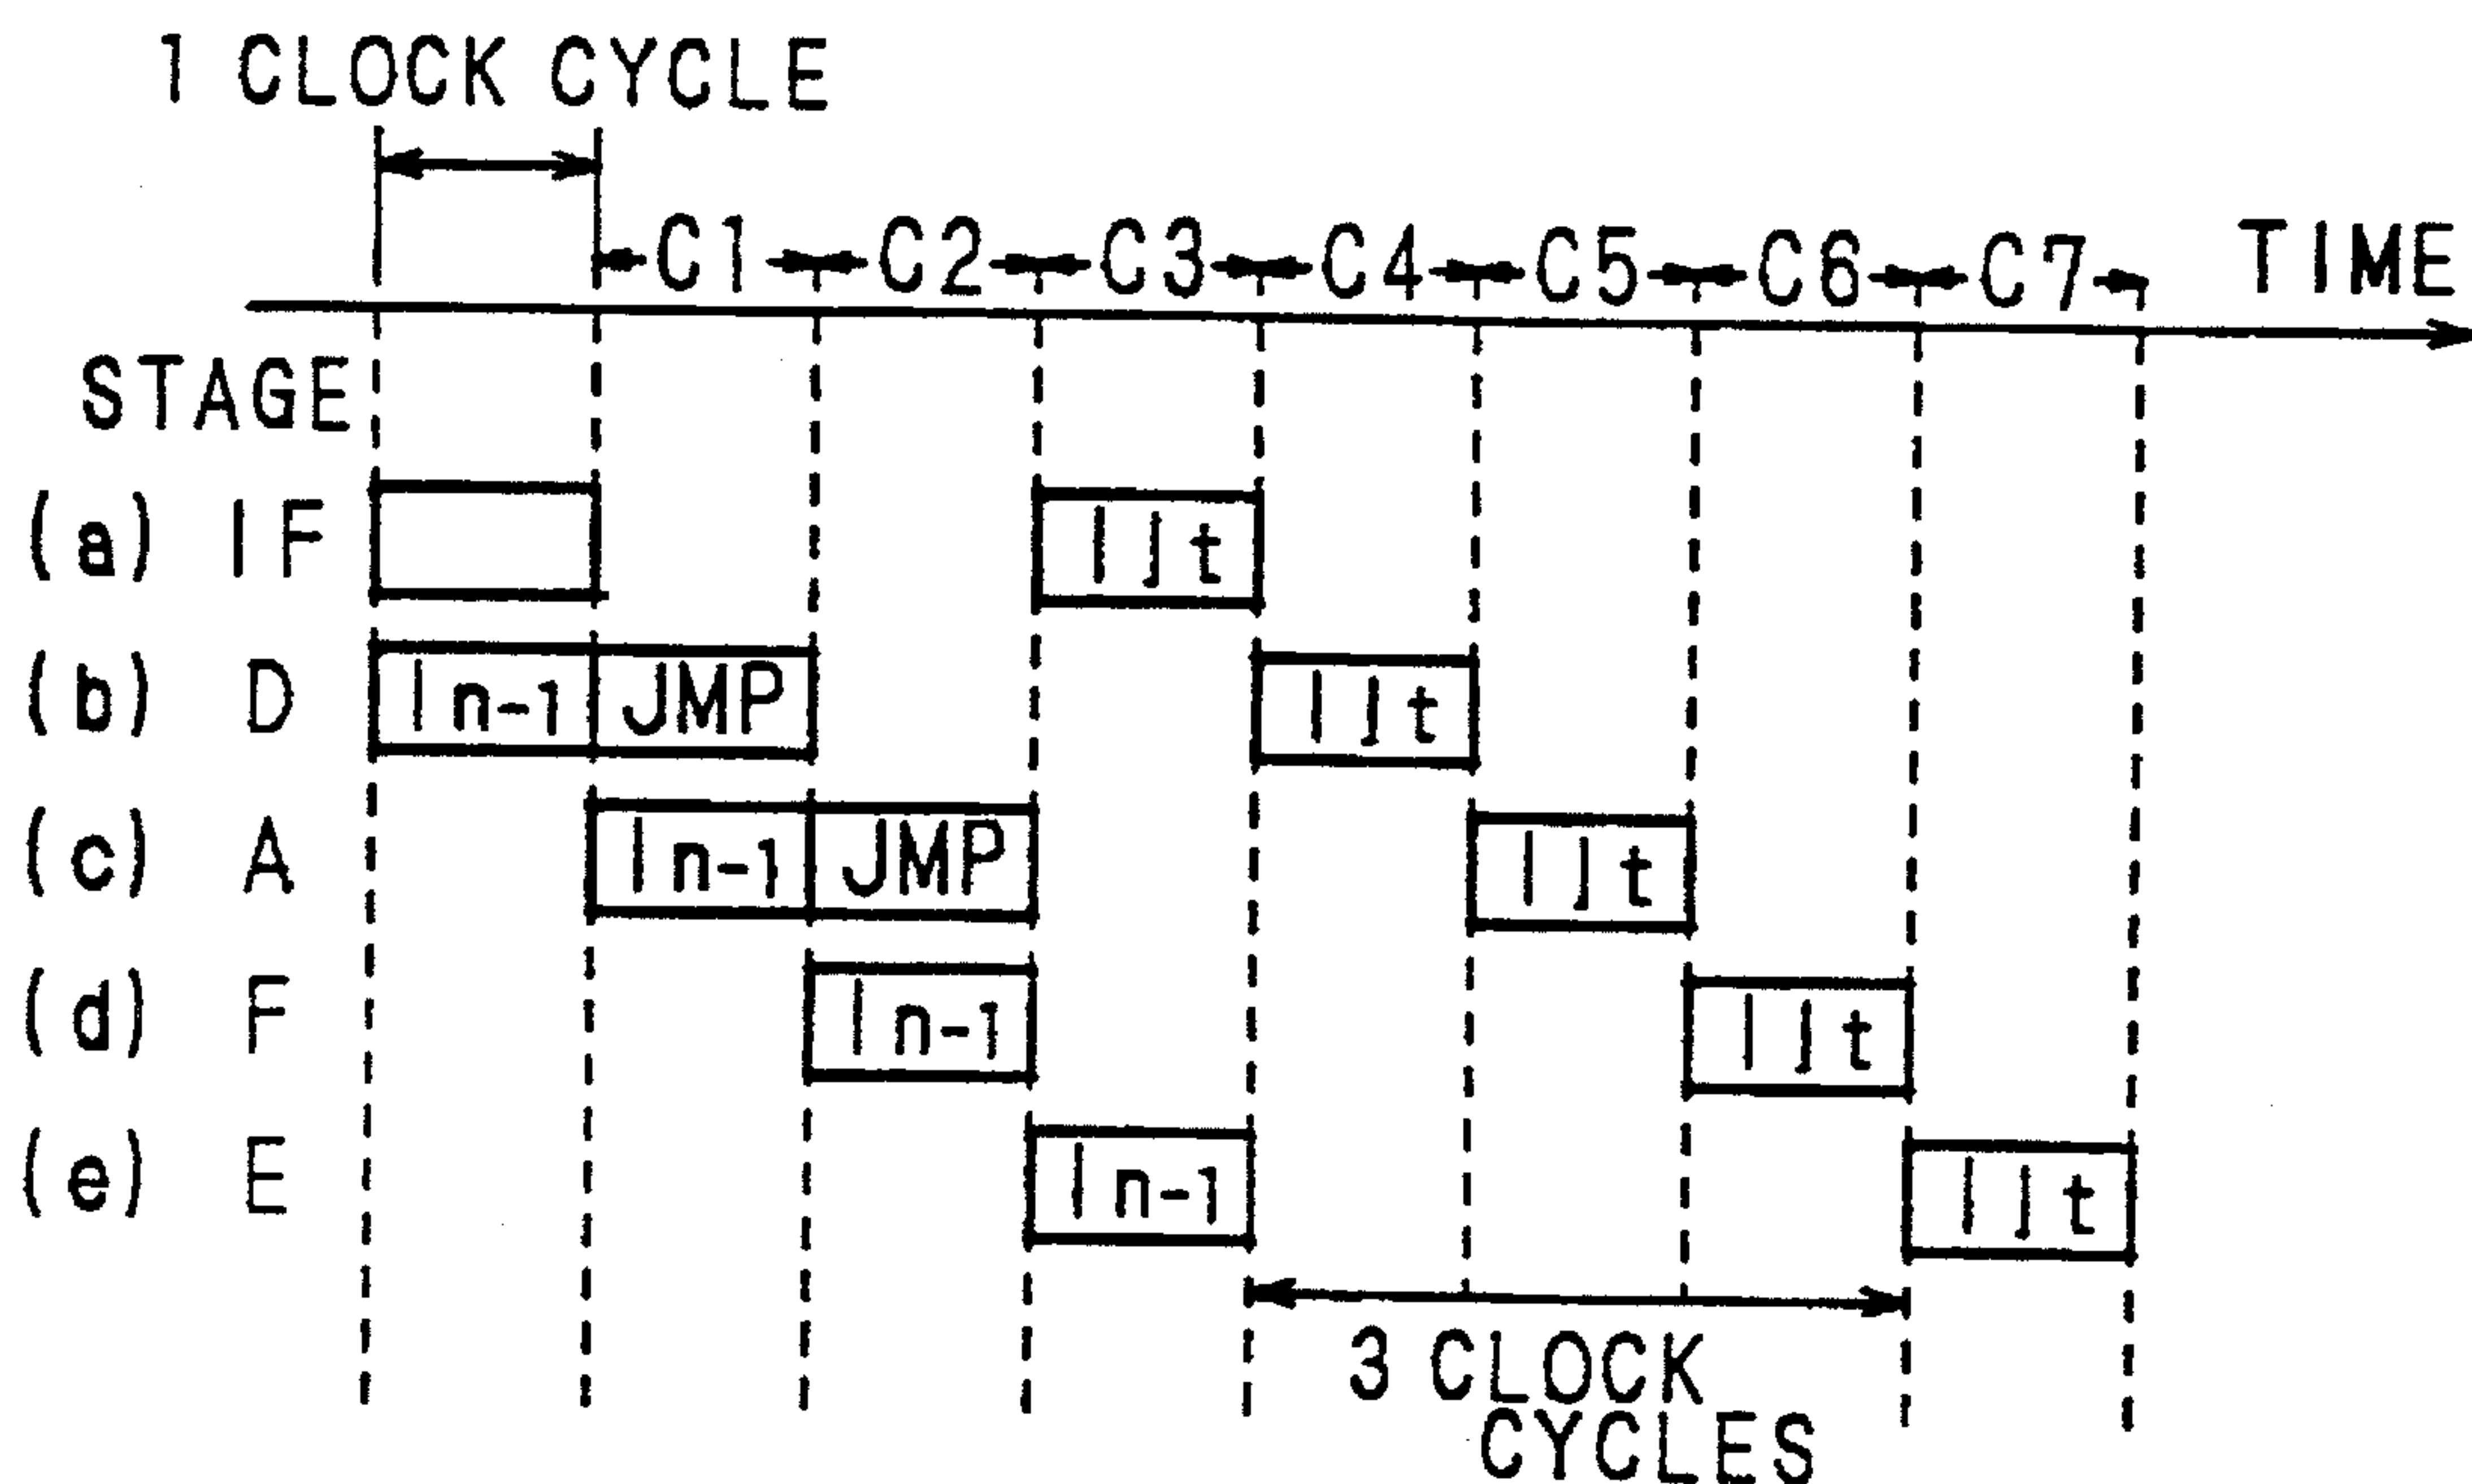 1 CLOCK CYCLE
C1 C2 C3 C4 C5 C6 C7 TIME
STAGE
(a) IF IJt
(b) D In-1 JMP IJt
(c) A In-1 JMP IJt
(d) F In-1 IJt
(e) E In-1 IJt
3 CLOCK
CYCLES